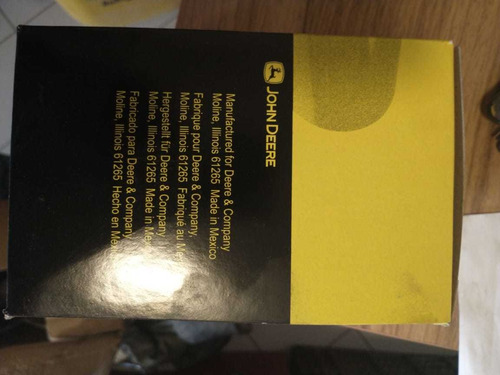 JOHN DEERE
Manufactured for Deere & Company
Moline, Illinois 61265 Made in Mexico
Fabrique pour Deere & Company.
Moline, Illinois 61265 Fabriqué au
Hergestellt für Deere & Company
Moline, Illinois 61265 Made in
Fabricado para Deere & Company
Moline, Illinois 61265 Hecho en